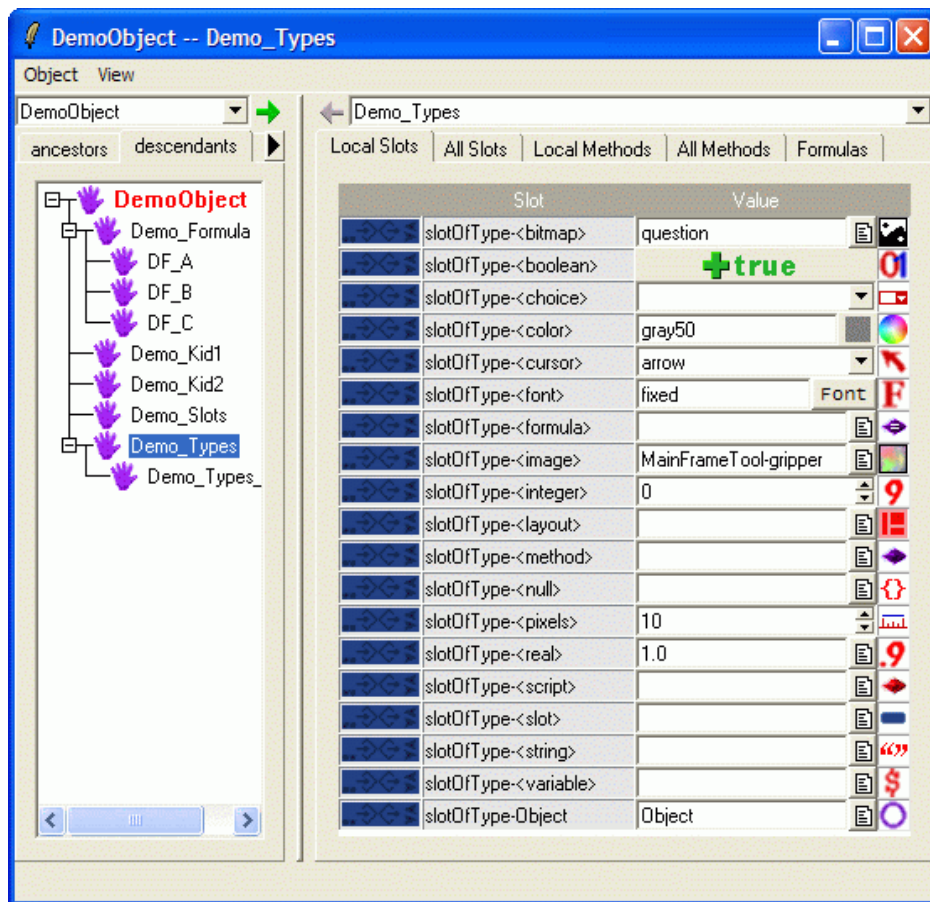 DemoObject -- Demo_Types
Object View
DemoObject
ancestors descendants
DemoObject
Demo_Formula
DF_A
DF_B
DF_C
Demo_Kid1
Demo_Kid2
Demo_Slots
Demo_Types
Demo_Types_
Demo_Types
Local Slots All Slots Local Methods All Methods Formulas
Slot Value
slotOfType-<bitmap> question
slotOfType-<boolean> true 01
slotOfType-<choice>
slotOfType-<color> gray50
slotOfType-<cursor> arrow
slotOfType-<font> fixed Font F
slotOfType-<formula>
slotOfType-<image> MainFrameTool-gripper
slotOfType-<integer> 0 9
slotOfType-<layout>
slotOfType-<method>
slotOfType-<null> {}
slotOfType-<pixels> 10
slotOfType-<real> 1.0 .9
slotOfType-<script>
slotOfType-<slot>
slotOfType-<string> “”
slotOfType-<variable> $
slotOfType-Object Object